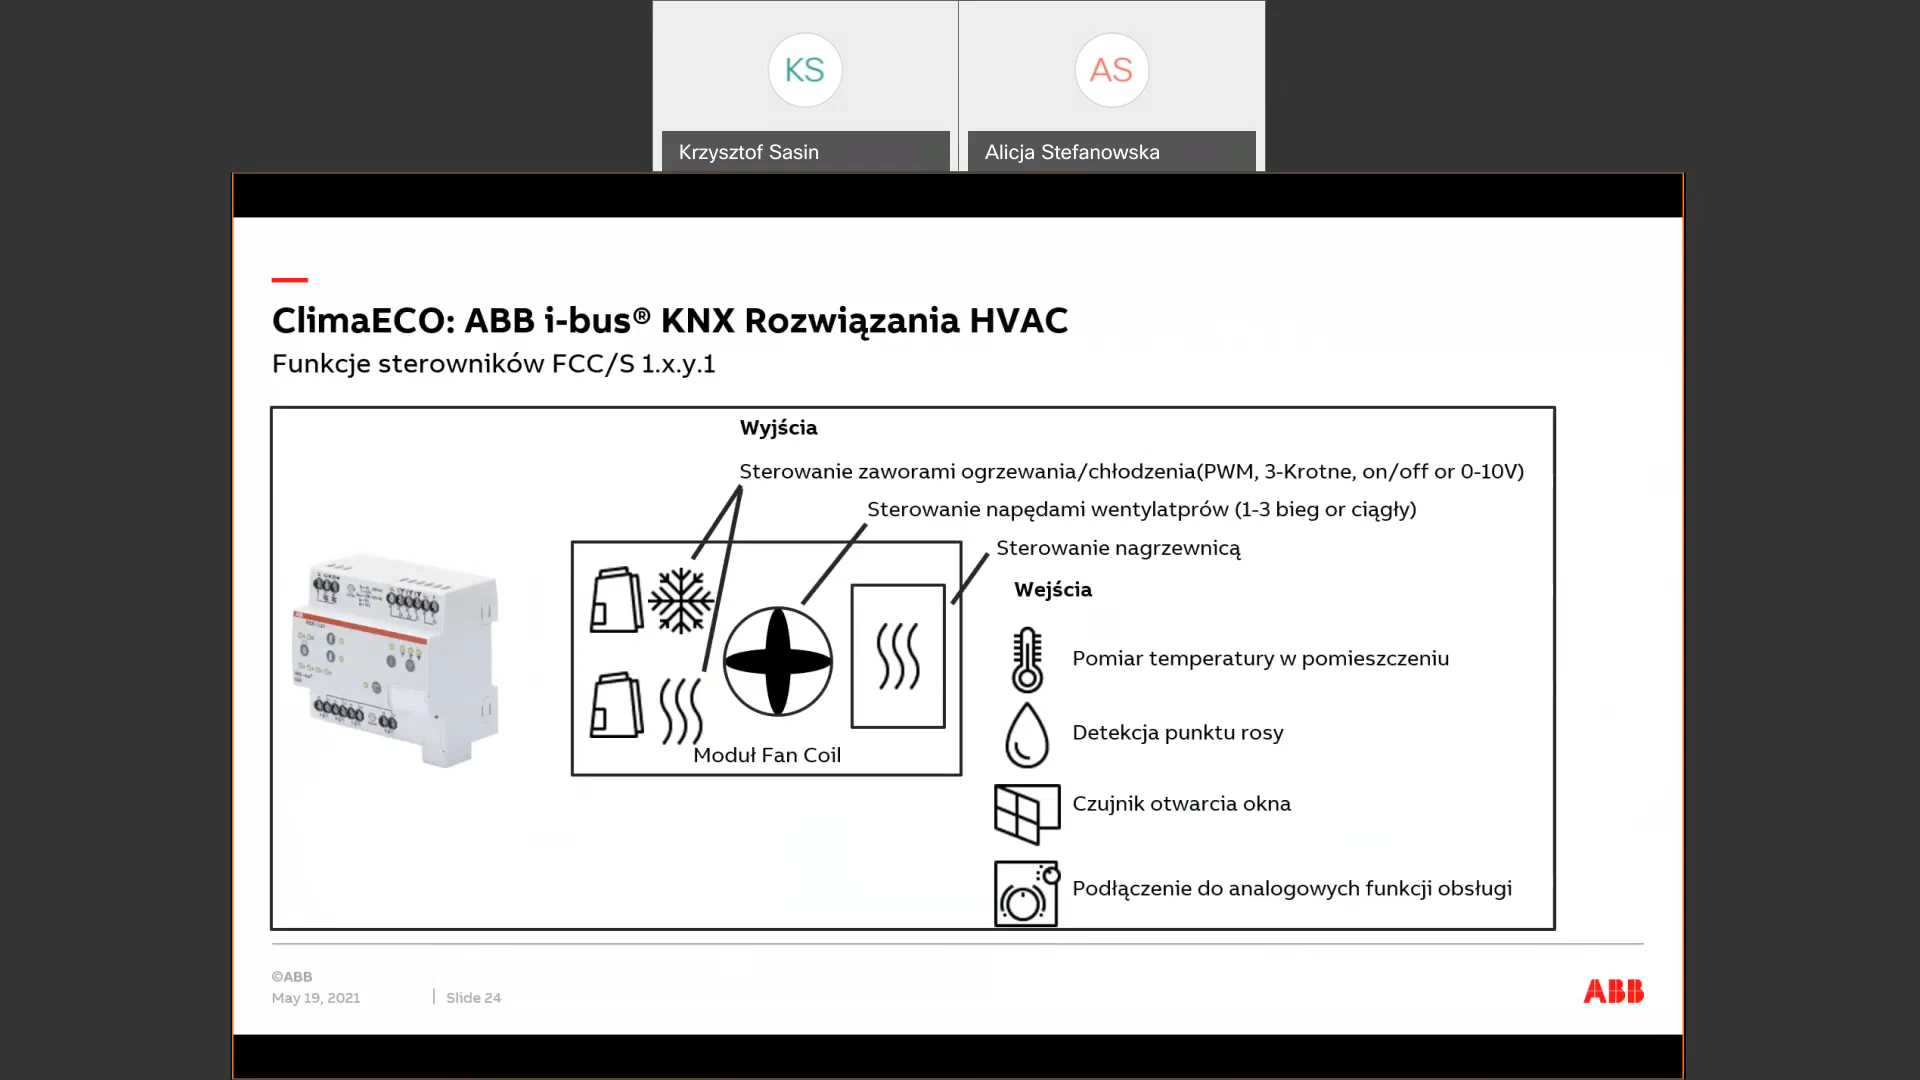 KS
AS
Krzysztof Sasin
Alicja Stefanowska
ClimaECO: ABB i-bus® KNX Rozwiązania HVAC
Funkcje sterowników FCC/S 1.x.y.1
Wyjścia
Sterowanie zaworami ogrzewania/chłodzenia(PWM, 3-Krotne, on/off or 0-10V)
Sterowanie napędami wentylatprów (1-3 bieg or ciągły)
Sterowanie nagrzewnicą
Wejścia
Pomiar temperatury w pomieszczeniu
Detekcja punktu rosy
Moduł Fan Coil
Czujnik otwarcia okna
Podłączenie do analogowych funkcji obsługi
©ABB
May 19, 2021
Slide 24
ABB